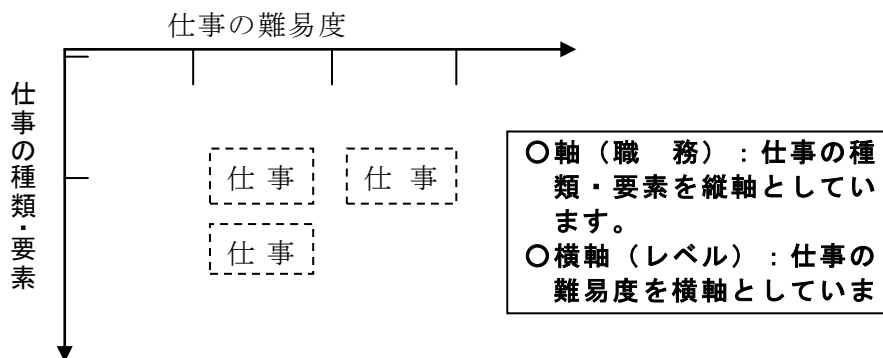 仕事の難易度
仕事の種類・要素
仕 事
仕 事
仕 事
〇軸（職　務）：仕事の種
類・要素を縦軸としてい
ます。
〇横軸（レベル）：仕事の
難易度を横軸としていま